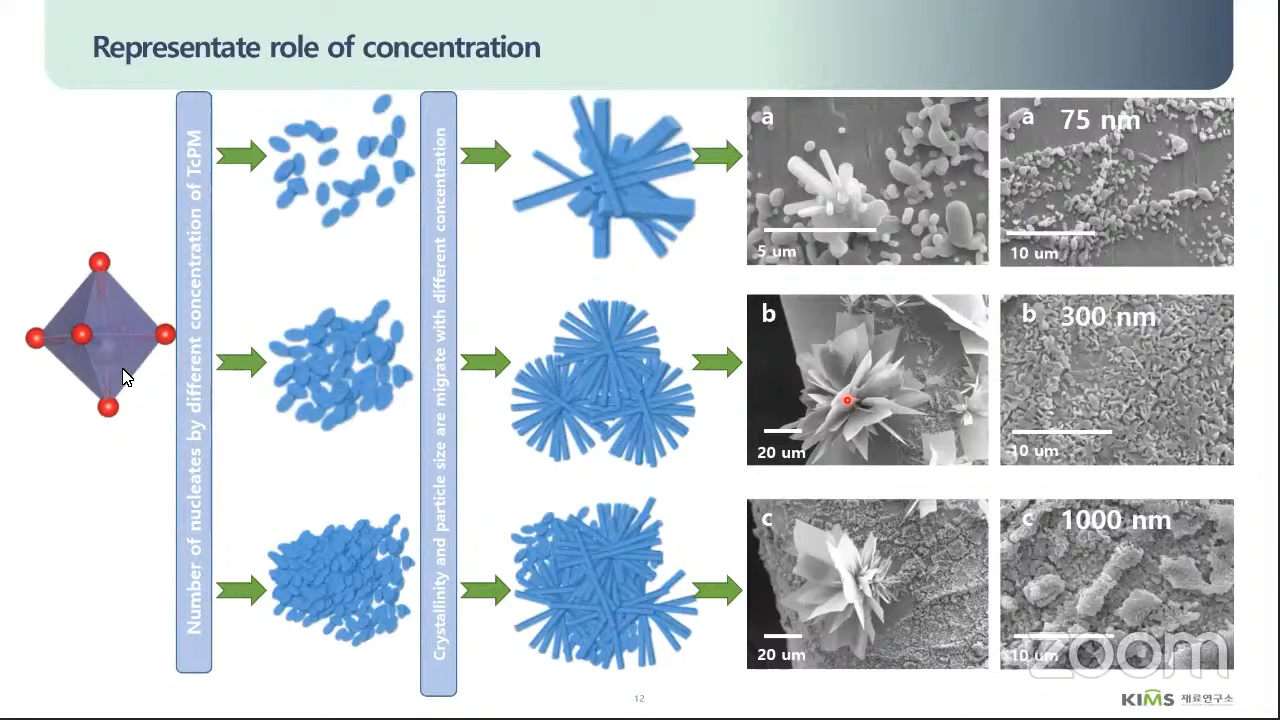 Representate role of concentration
Number of nucleates by different concentration of TcPM
Crystallinity and particle size are migrate with different concentration
a
5 um
a 75 nm
10 um
b
20 um
b 300 nm
10 um
c
20 um
c 1000 nm
10 um
zoom
12
KIMS 재료연구소